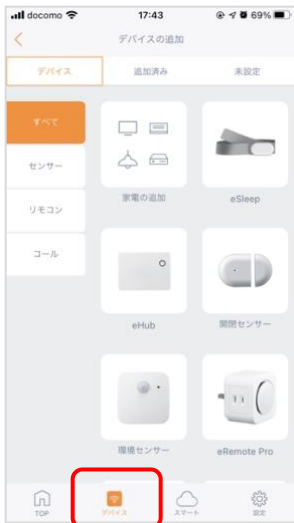 docomo 17:43 69%
デバイスの追加
デバイス 追加済み 未設定
すべて
センサー
リモコン
コール
家電の追加 eSleep
eHub 開閉センサー
環境センサー eRemote Pro
TOP デバイス スマート 設定